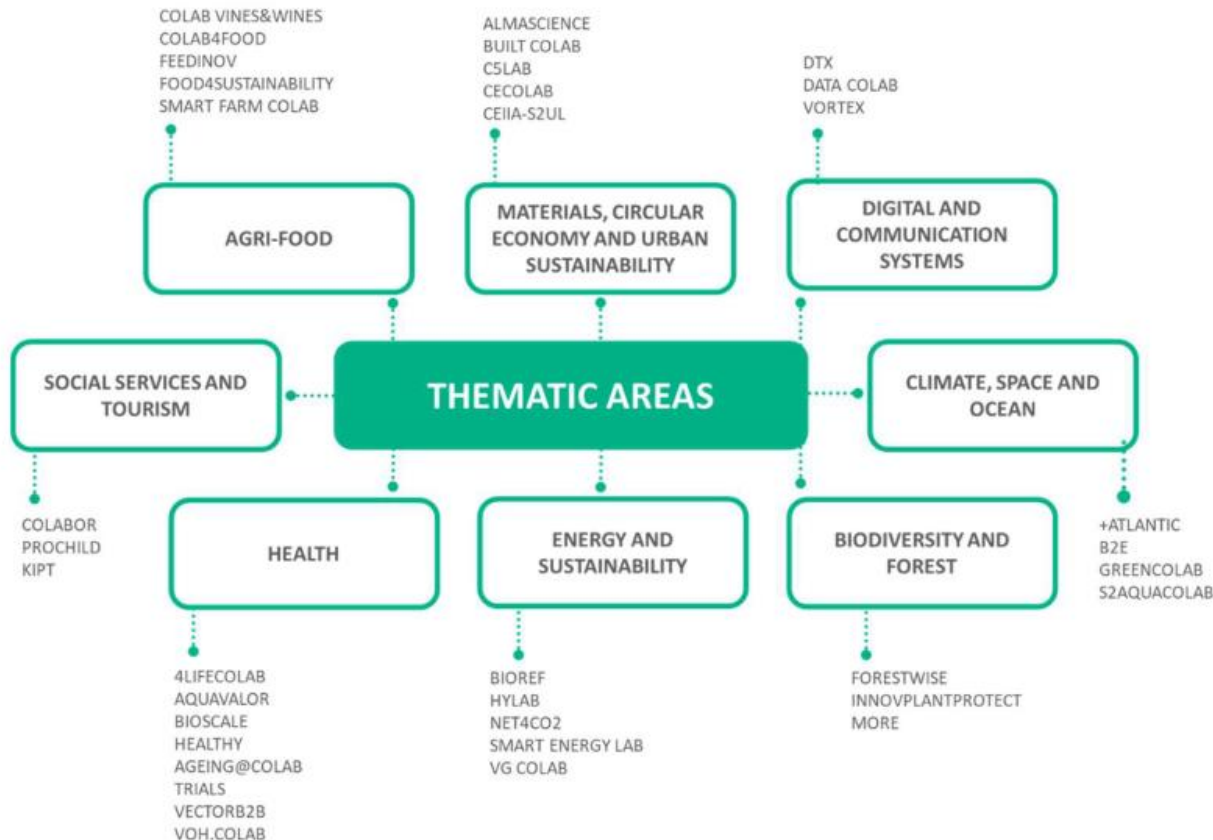 COLAB VINES&WINES
COLAB4FOOD
FEEDINOV
FOOD4SUSTAINABILITY
SMART FARM COLAB
ALMASCIENCE
BUILT COLAB
C5LAB
CECOLAB
CEIIA-S2UL
DTX
DATA COLAB
VORTEX
AGRI-FOOD
MATERIALS, CIRCULAR
ECONOMY AND URBAN
SUSTAINABILITY
DIGITAL AND
COMMUNICATION
SYSTEMS
SOCIAL SERVICES AND
TOURISM
THEMATIC AREAS
CLIMATE, SPACE AND
OCEAN
COLABOR
PROCHILD
KIPT
HEALTH
ENERGY AND
SUSTAINABILITY
BIODIVERSITY AND
FOREST
+ATLANTIC
B2E
GREENCOLAB
S2AQUACOLAB
4LIFECOLAB
AQUAVALOR
BIOSCALE
HEALTHY
AGEING@COLAB
TRIALS
VECTORB2B
VOH.COLAB
BIOREF
HYLAB
NET4CO2
SMART ENERGY LAB
VG COLAB
FORESTWISE
INNOVPLANTPROTECT
MORE